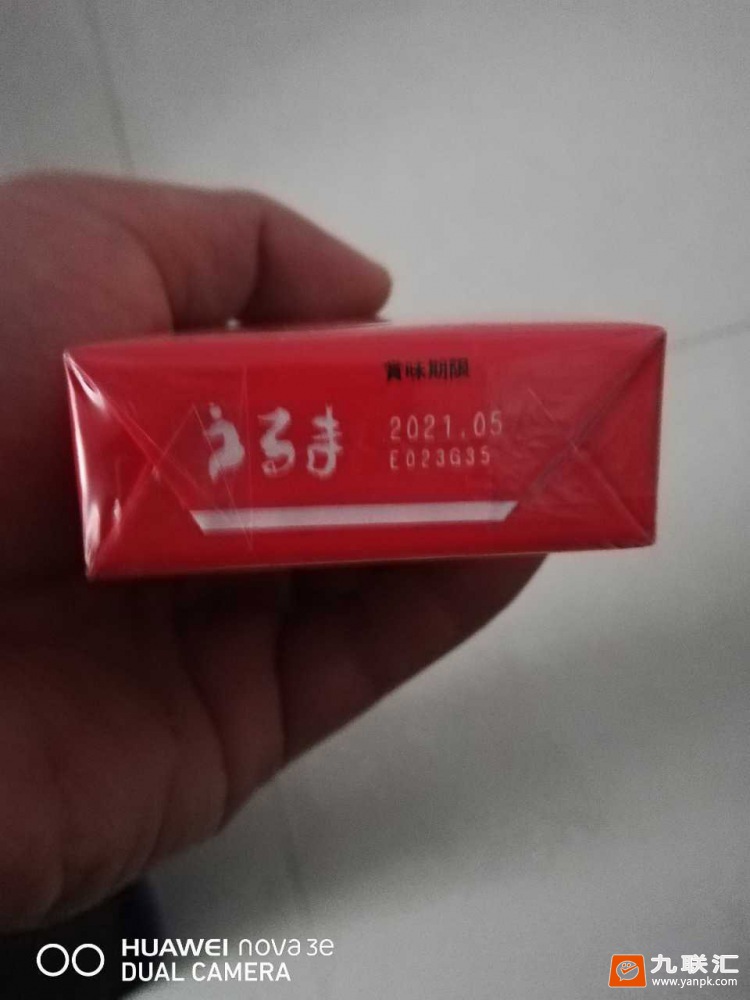 賞味期限
うるま
2021.05
E023G35
HUAWEI nova 3e
DUAL CAMERA
九联汇
www.yanpk.com